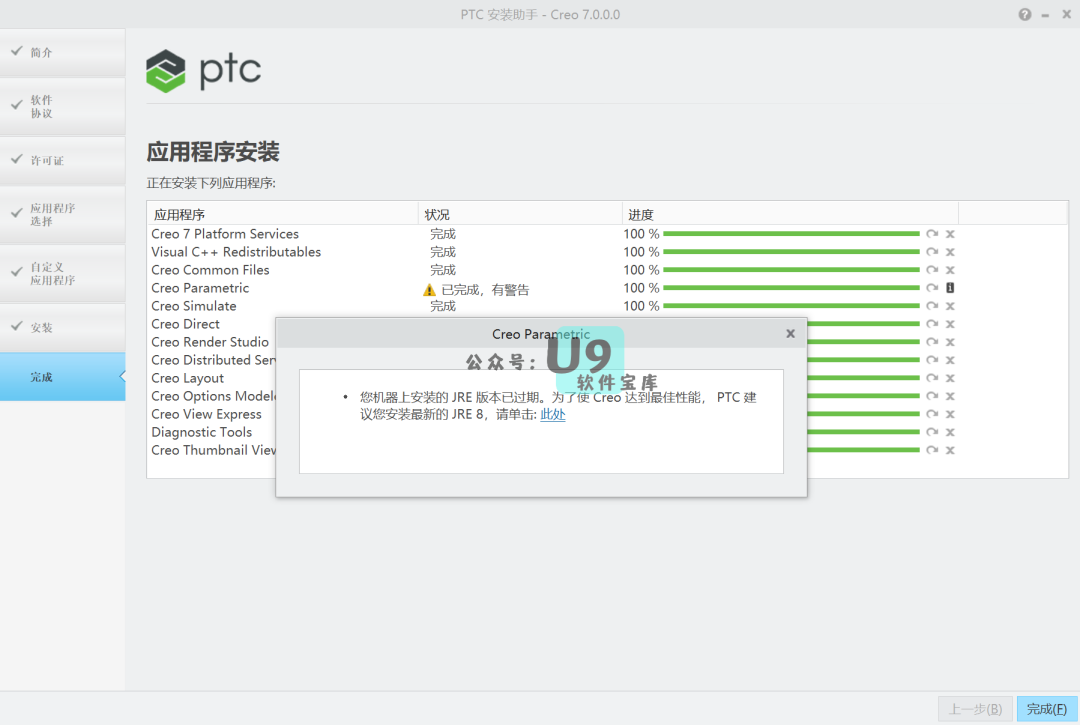 PTC 安装助手 - Creo 7.0.0.0
简介
软件
协议
许可证
应用程序
选择
自定义
应用程序
安装
完成
ptc
应用程序安装
正在安装下列应用程序:
应用程序 状况 进度
Creo 7 Platform Services 完成 100 %
Visual C++ Redistributables 完成 100 %
Creo Common Files 完成 100 %
Creo Parametric 已完成，有警告 100 %
Creo Simulate 完成 100 %
Creo Direct
Creo Render Studio
Creo Distributed Ser
Creo Layout
Creo Options Model
Creo View Express
Diagnostic Tools
Creo Thumbnail View
Creo Parametric
公众号: U9
软件宝库
• 您机器上安装的 JRE 版本已过期。为了使 Creo 达到最佳性能， PTC 建
议您安装最新的 JRE 8，请单击: 此处
上一步(B) 完成(F)